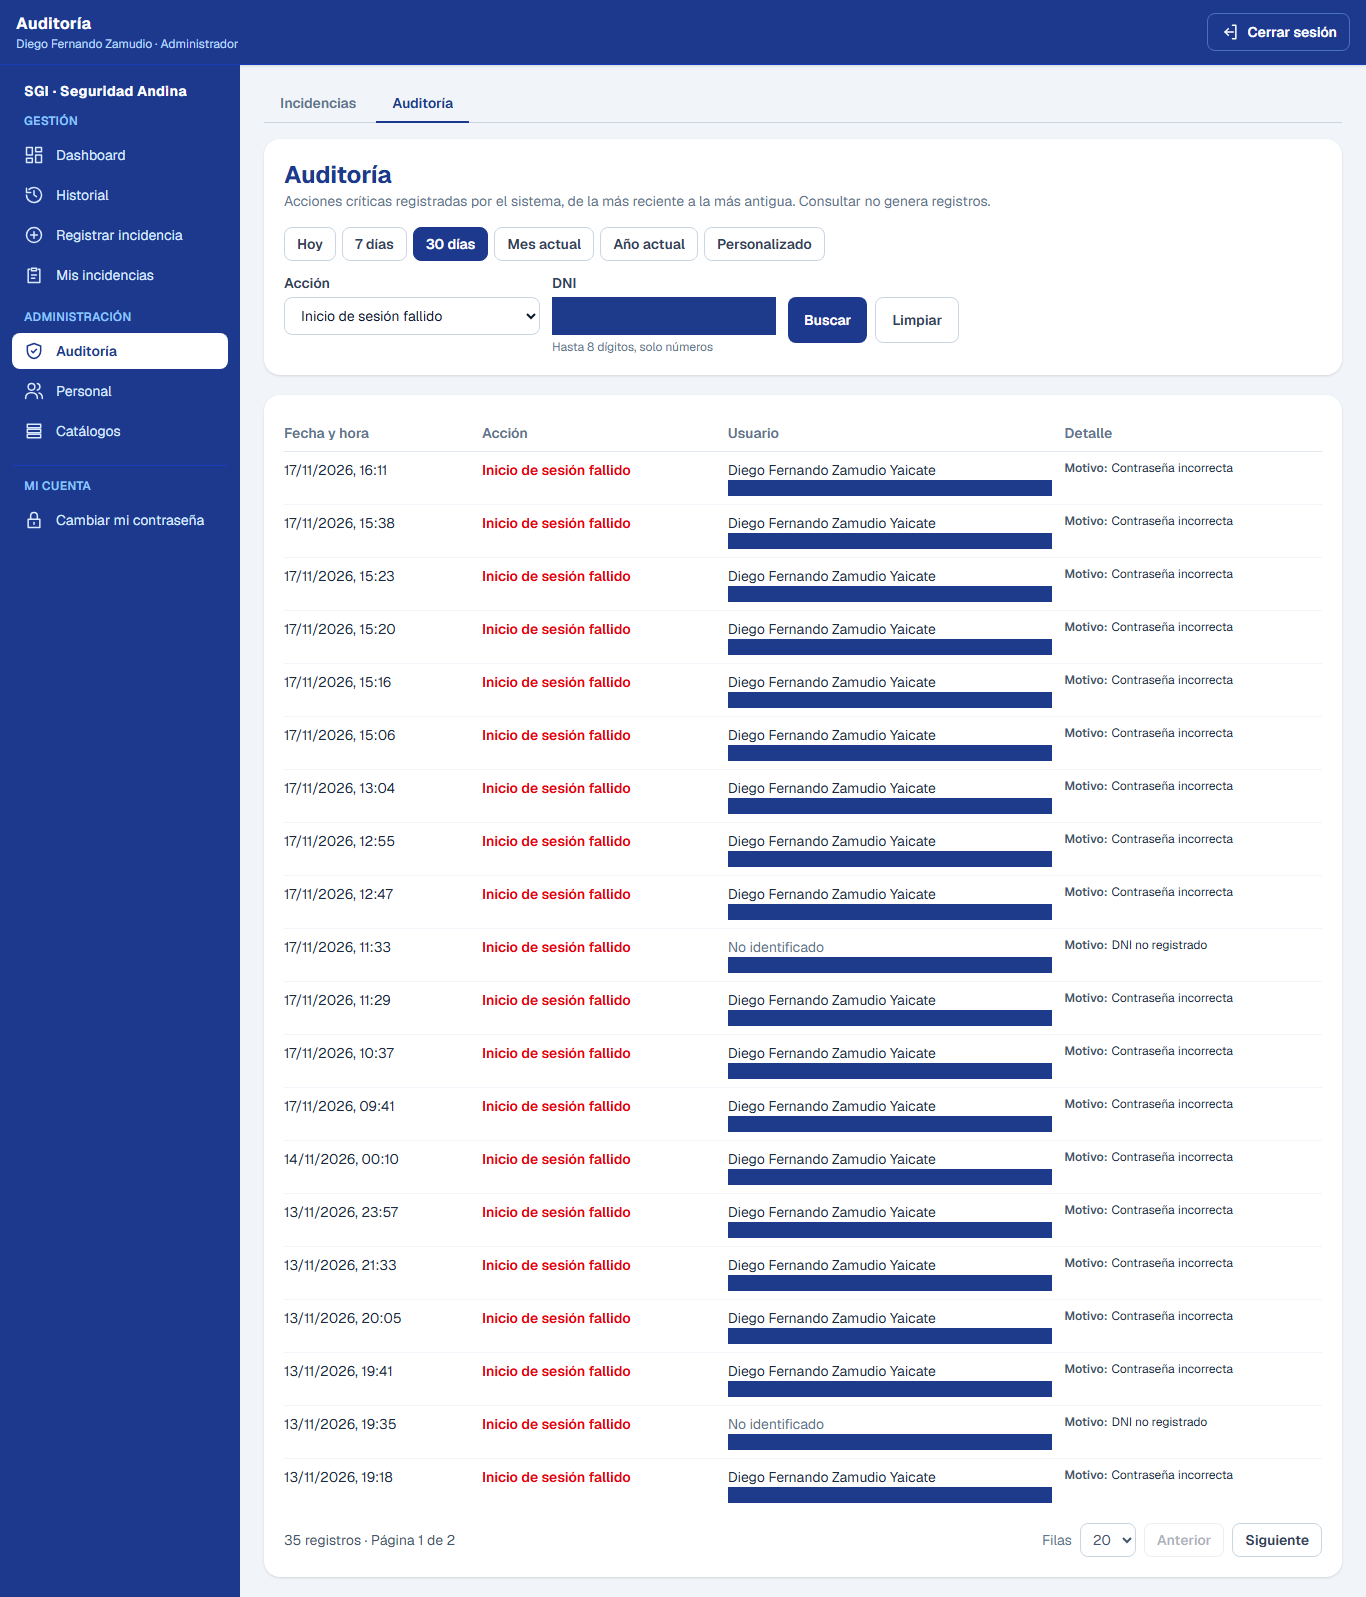 Auditoría
Diego Fernando Zamudio · Administrador
Cerrar sesión
SGI · Seguridad Andina
GESTIÓN
Dashboard
Historial
Registrar incidencia
Mis incidencias
ADMINISTRACIÓN
Auditoría
Personal
Catálogos
MI CUENTA
Cambiar mi contraseña
Incidencias Auditoría
Auditoría
Acciones críticas registradas por el sistema, de la más reciente a la más antigua. Consultar no genera registros.
Hoy 7 días 30 días Mes actual Año actual Personalizado
Acción DNI
Inicio de sesión fallido Buscar Limpiar
Hasta 8 dígitos, solo números
Fecha y hora Acción Usuario Detalle
17/11/2026, 16:11 Inicio de sesión fallido Diego Fernando Zamudio Yaicate Motivo: Contraseña incorrecta
17/11/2026, 15:38 Inicio de sesión fallido Diego Fernando Zamudio Yaicate Motivo: Contraseña incorrecta
17/11/2026, 15:23 Inicio de sesión fallido Diego Fernando Zamudio Yaicate Motivo: Contraseña incorrecta
17/11/2026, 15:20 Inicio de sesión fallido Diego Fernando Zamudio Yaicate Motivo: Contraseña incorrecta
17/11/2026, 15:16 Inicio de sesión fallido Diego Fernando Zamudio Yaicate Motivo: Contraseña incorrecta
17/11/2026, 15:06 Inicio de sesión fallido Diego Fernando Zamudio Yaicate Motivo: Contraseña incorrecta
17/11/2026, 13:04 Inicio de sesión fallido Diego Fernando Zamudio Yaicate Motivo: Contraseña incorrecta
17/11/2026, 12:55 Inicio de sesión fallido Diego Fernando Zamudio Yaicate Motivo: Contraseña incorrecta
17/11/2026, 12:47 Inicio de sesión fallido Diego Fernando Zamudio Yaicate Motivo: Contraseña incorrecta
17/11/2026, 11:33 Inicio de sesión fallido No identificado Motivo: DNI no registrado
17/11/2026, 11:29 Inicio de sesión fallido Diego Fernando Zamudio Yaicate Motivo: Contraseña incorrecta
17/11/2026, 10:37 Inicio de sesión fallido Diego Fernando Zamudio Yaicate Motivo: Contraseña incorrecta
17/11/2026, 09:41 Inicio de sesión fallido Diego Fernando Zamudio Yaicate Motivo: Contraseña incorrecta
14/11/2026, 00:10 Inicio de sesión fallido Diego Fernando Zamudio Yaicate Motivo: Contraseña incorrecta
13/11/2026, 23:57 Inicio de sesión fallido Diego Fernando Zamudio Yaicate Motivo: Contraseña incorrecta
13/11/2026, 21:33 Inicio de sesión fallido Diego Fernando Zamudio Yaicate Motivo: Contraseña incorrecta
13/11/2026, 20:05 Inicio de sesión fallido Diego Fernando Zamudio Yaicate Motivo: Contraseña incorrecta
13/11/2026, 19:41 Inicio de sesión fallido Diego Fernando Zamudio Yaicate Motivo: Contraseña incorrecta
13/11/2026, 19:35 Inicio de sesión fallido No identificado Motivo: DNI no registrado
13/11/2026, 19:18 Inicio de sesión fallido Diego Fernando Zamudio Yaicate Motivo: Contraseña incorrecta
35 registros · Página 1 de 2 Filas 20 Anterior Siguiente